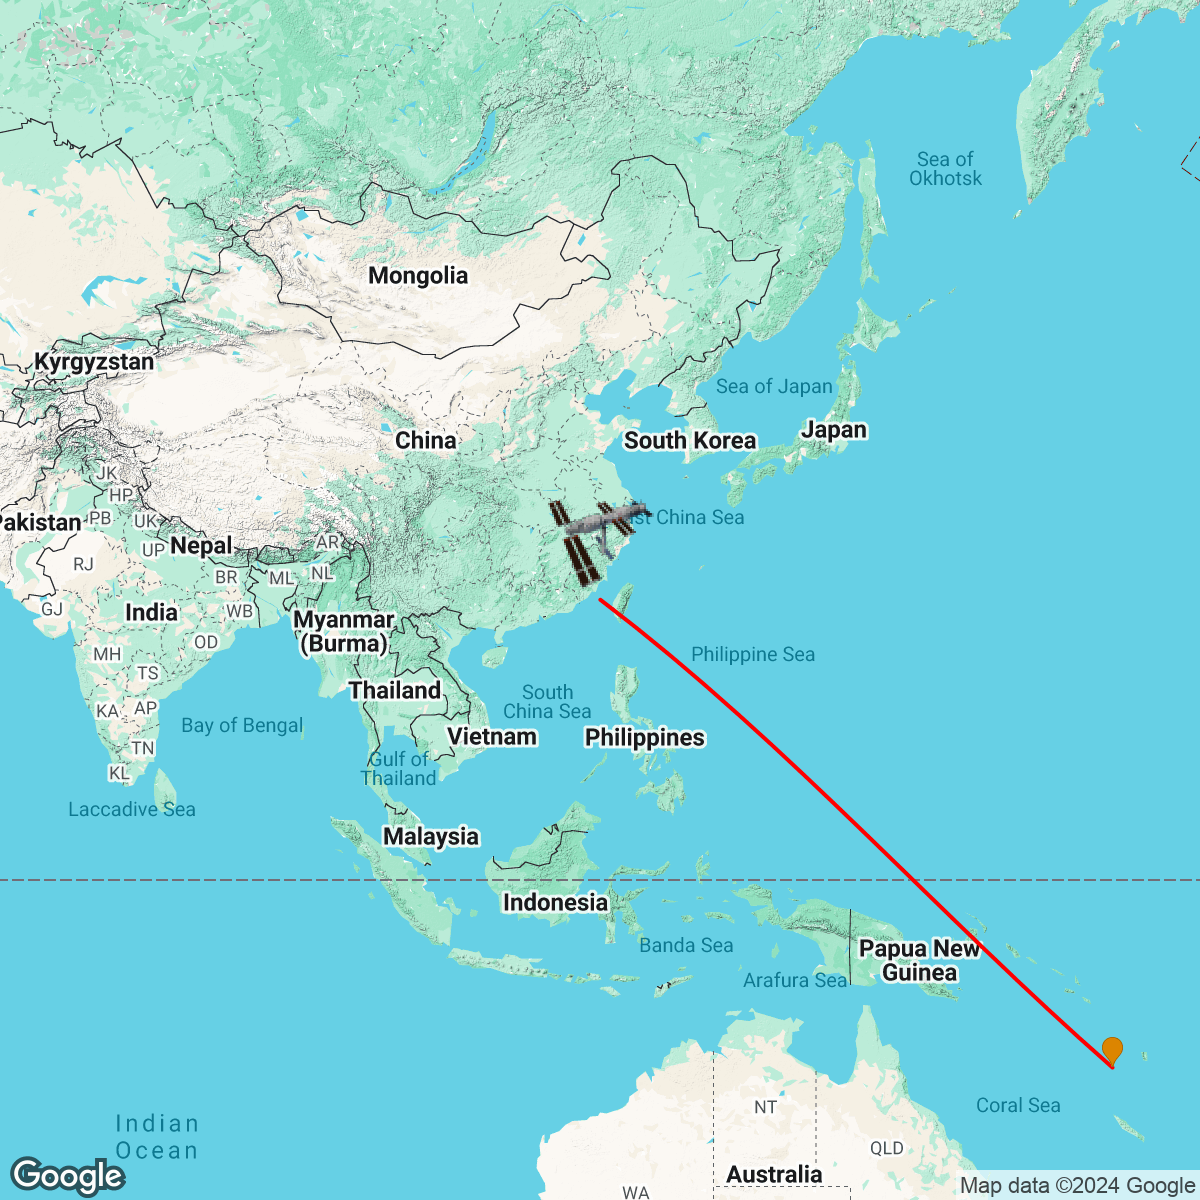 Sea of
Okhotsk
Mongolia
Kyrgyzstan
Sea of Japan
China
South Korea
Japan
JK
HP
Pakistan
PB
UK
East China Sea
Nepal
UP
AR
RJ
BR
ML
NL
GJ
India
WB
Myanmar
(Burma)
OD
MH
Philippine Sea
TS
Thailand
South
China Sea
KA
AP
Bay of Bengal
Vietnam
Philippines
TN
KL
Gulf of
Thailand
Laccadive Sea
Malaysia
Indonesia
Banda Sea
Papua New
Guinea
Arafura Sea
Coral Sea
NT
Indian
Ocean
QLD
Australia
WA
Google
Map data ©2024 Google